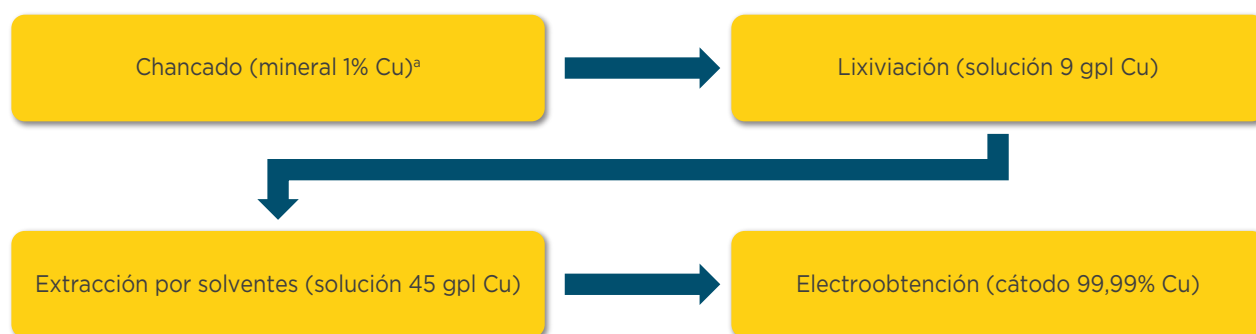 Chancado (mineral 1% Cu)ᵃ
Lixiviación (solución 9 gpl Cu)
Extracción por solventes (solución 45 gpl Cu)
Electroobtención (cátodo 99,99% Cu)